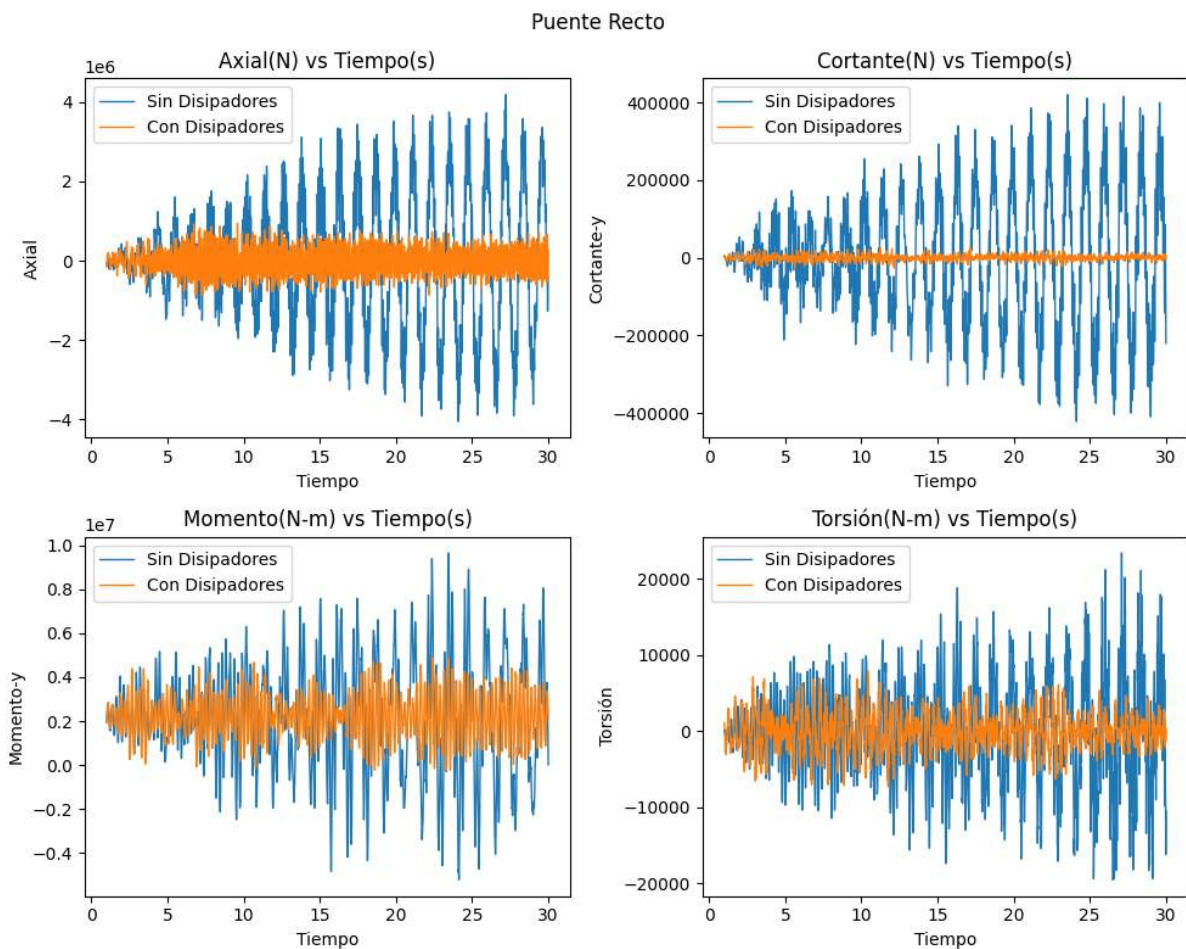 Puente Recto
Axial(N) vs Tiempo(s)
1e6
Sin Disipadores
Con Disipadores
4
2
0
−2
−4
Axial
0 5 10 15 20 25 30
Tiempo
Cortante(N) vs Tiempo(s)
Sin Disipadores
Con Disipadores
400000
200000
0
−200000
−400000
Cortante-y
0 5 10 15 20 25 30
Tiempo
Momento(N-m) vs Tiempo(s)
1e7
Sin Disipadores
Con Disipadores
1.0
0.8
0.6
0.4
0.2
0.0
−0.2
−0.4
Momento-y
0 5 10 15 20 25 30
Tiempo
Torsión(N-m) vs Tiempo(s)
Sin Disipadores
Con Disipadores
20000
10000
0
−10000
−20000
Torsión
0 5 10 15 20 25 30
Tiempo